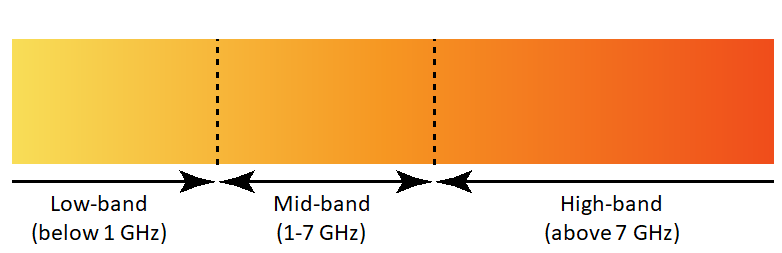 Low-band
(below 1 GHz)
Mid-band
(1-7 GHz)
High-band
(above 7 GHz)